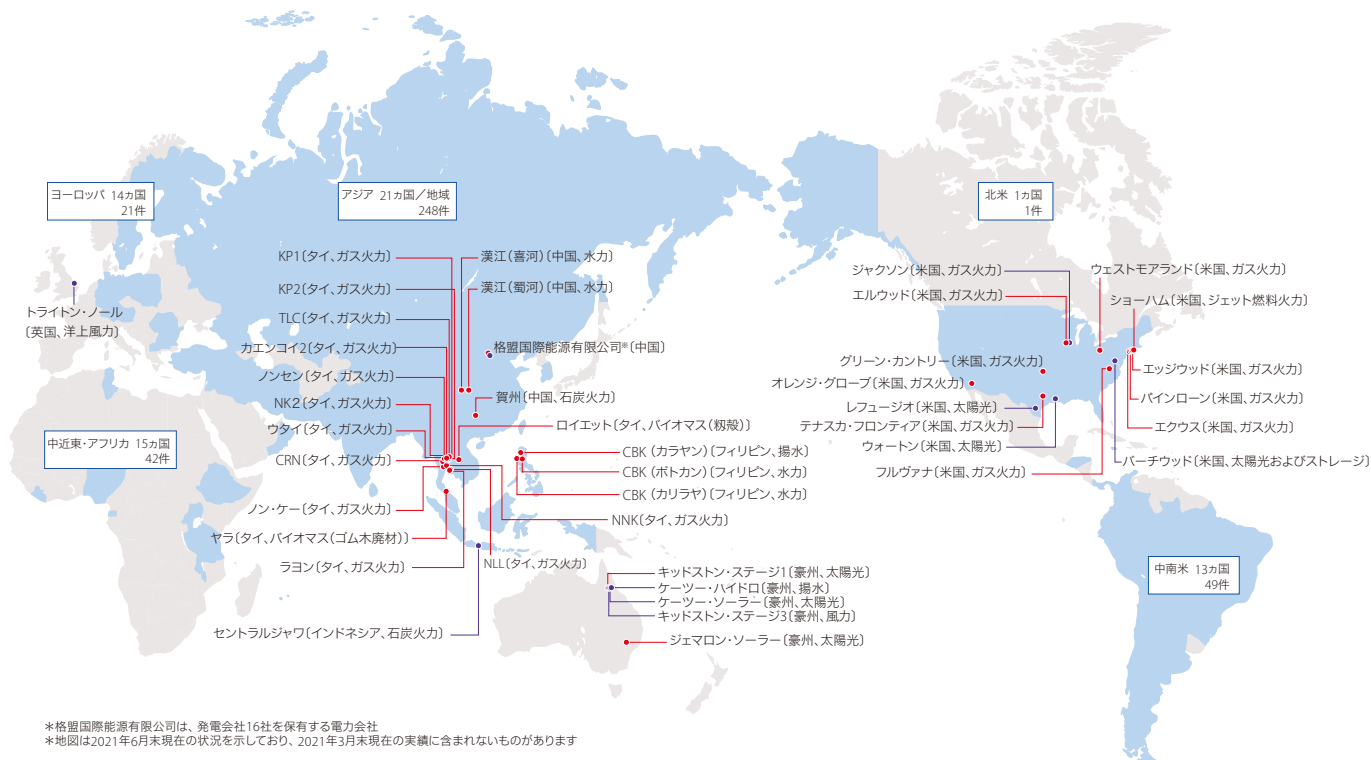 ヨーロッパ 14ヵ国
21件
アジア 21ヵ国／地域
248件
北米 1ヵ国
1件
中近東・アフリカ 15ヵ国
42件
中南米 13ヵ国
49件
トライトン・ノール
〔英国、洋上風力〕
KP1〔タイ、ガス火力〕
KP2〔タイ、ガス火力〕
TLC〔タイ、ガス火力〕
カエンコイ2〔タイ、ガス火力〕
ノンセン〔タイ、ガス火力〕
NK2〔タイ、ガス火力〕
ウタイ〔タイ、ガス火力〕
CRN〔タイ、ガス火力〕
ノン・ケー〔タイ、ガス火力〕
ヤラ〔タイ、バイオマス(ゴム木廃材)〕
ラヨン〔タイ、ガス火力〕
セントラルジャワ〔インドネシア、石炭火力〕
漢江(喜河)〔中国、水力〕
漢江(蜀河)〔中国、水力〕
格盟国際能源有限公司※〔中国〕
賀州〔中国、石炭火力〕
ロイエット〔タイ、バイオマス(籾殻)〕
CBK (カラヤン)〔フィリピン、揚水〕
CBK (ボトカン)〔フィリピン、水力〕
CBK (カリラヤ)〔フィリピン、水力〕
NNK〔タイ、ガス火力〕
NLL〔タイ、ガス火力〕
キッドストン・ステージ1〔豪州、太陽光〕
ケーツー・ハイドロ〔豪州、揚水〕
ケーツー・ソーラー〔豪州、太陽光〕
キッドストン・ステージ3〔豪州、風力〕
ジェマロン・ソーラー〔豪州、太陽光〕
ジャクソン〔米国、ガス火力〕
エルウッド〔米国、ガス火力〕
グリーン・カントリー〔米国、ガス火力〕
オレンジ・グローブ〔米国、ガス火力〕
レフュージオ〔米国、太陽光〕
テナスカ・フロンティア〔米国、ガス火力〕
ウォートン〔米国、太陽光〕
フルヴァナ〔米国、ガス火力〕
ウェストモアランド〔米国、ガス火力〕
ショーハム〔米国、ジェット燃料火力〕
エッジウッド〔米国、ガス火力〕
パインローン〔米国、ガス火力〕
エクウス〔米国、ガス火力〕
バーチウッド〔米国、太陽光およびストレージ〕
＊格盟国際能源有限公司は、発電会社16社を保有する電力会社
＊地図は2021年6月末現在の状況を示しており、2021年3月末現在の実績に含まれないものがあります